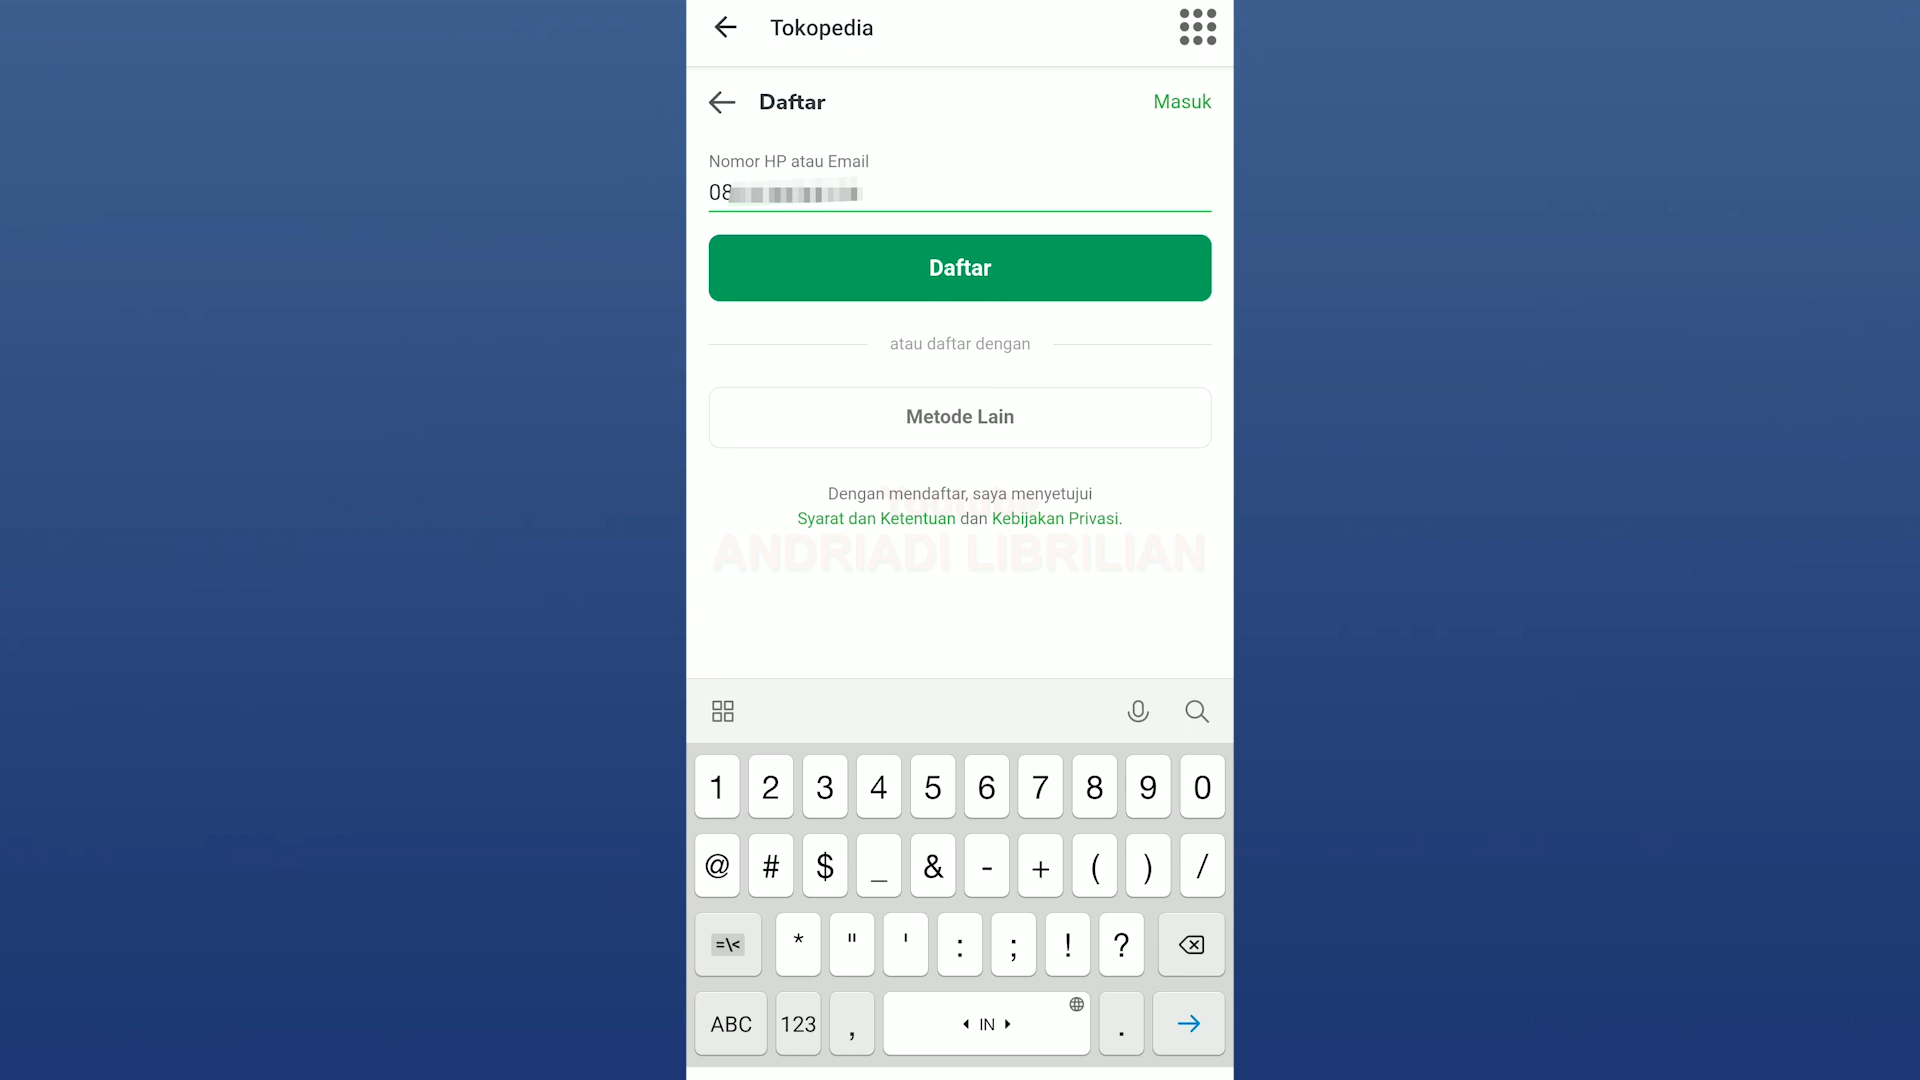 Tokopedia
Daftar
Masuk
Nomor HP atau Email
08
Daftar
atau daftar dengan
Metode Lain
Dengan mendaftar, saya menyetujui
Syarat dan Ketentuan dan Kebijakan Privasi.
ANDRIADI LIBRILIAN
1 2 3 4 5 6 7 8 9 0
@ # $ _ & - + ( ) /
=\< * " ' : ; ! ?
ABC 123 , IN .